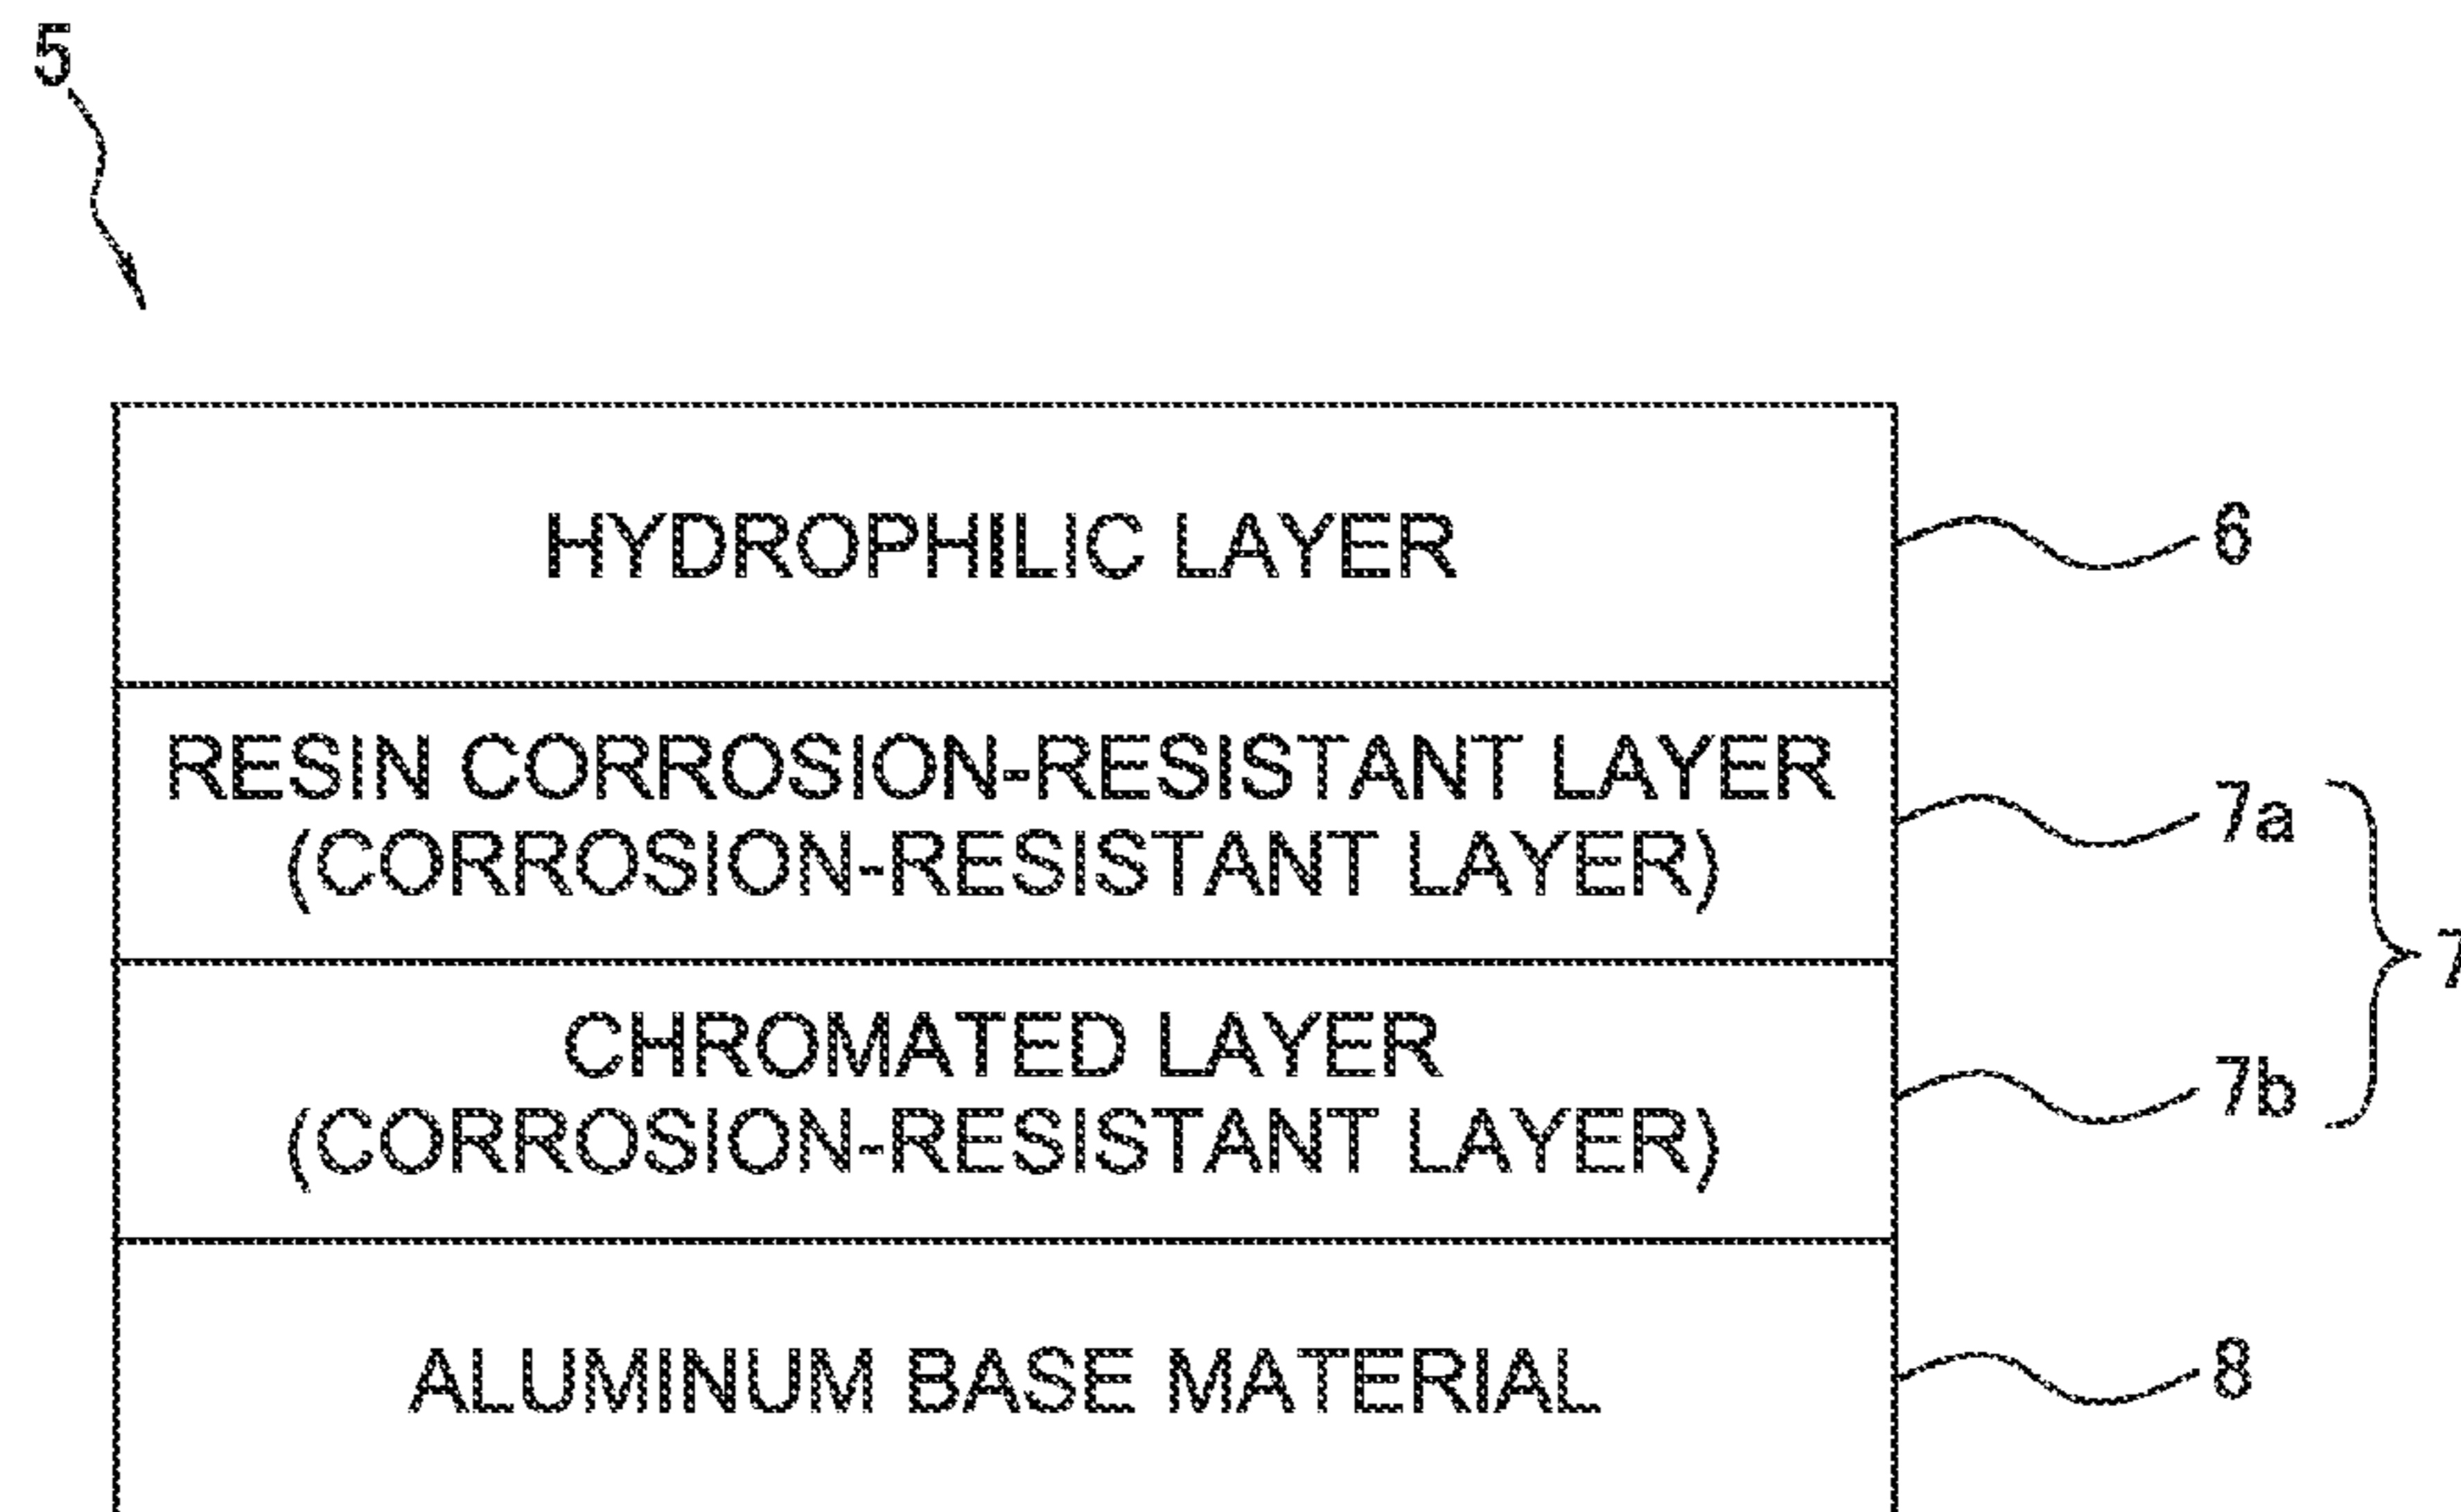 5
HYDROPHILIC LAYER
6
RESIN CORROSION-RESISTANT LAYER
(CORROSION-RESISTANT LAYER)
7a
7
CHROMATED LAYER
(CORROSION-RESISTANT LAYER)
7b
ALUMINUM BASE MATERIAL
8